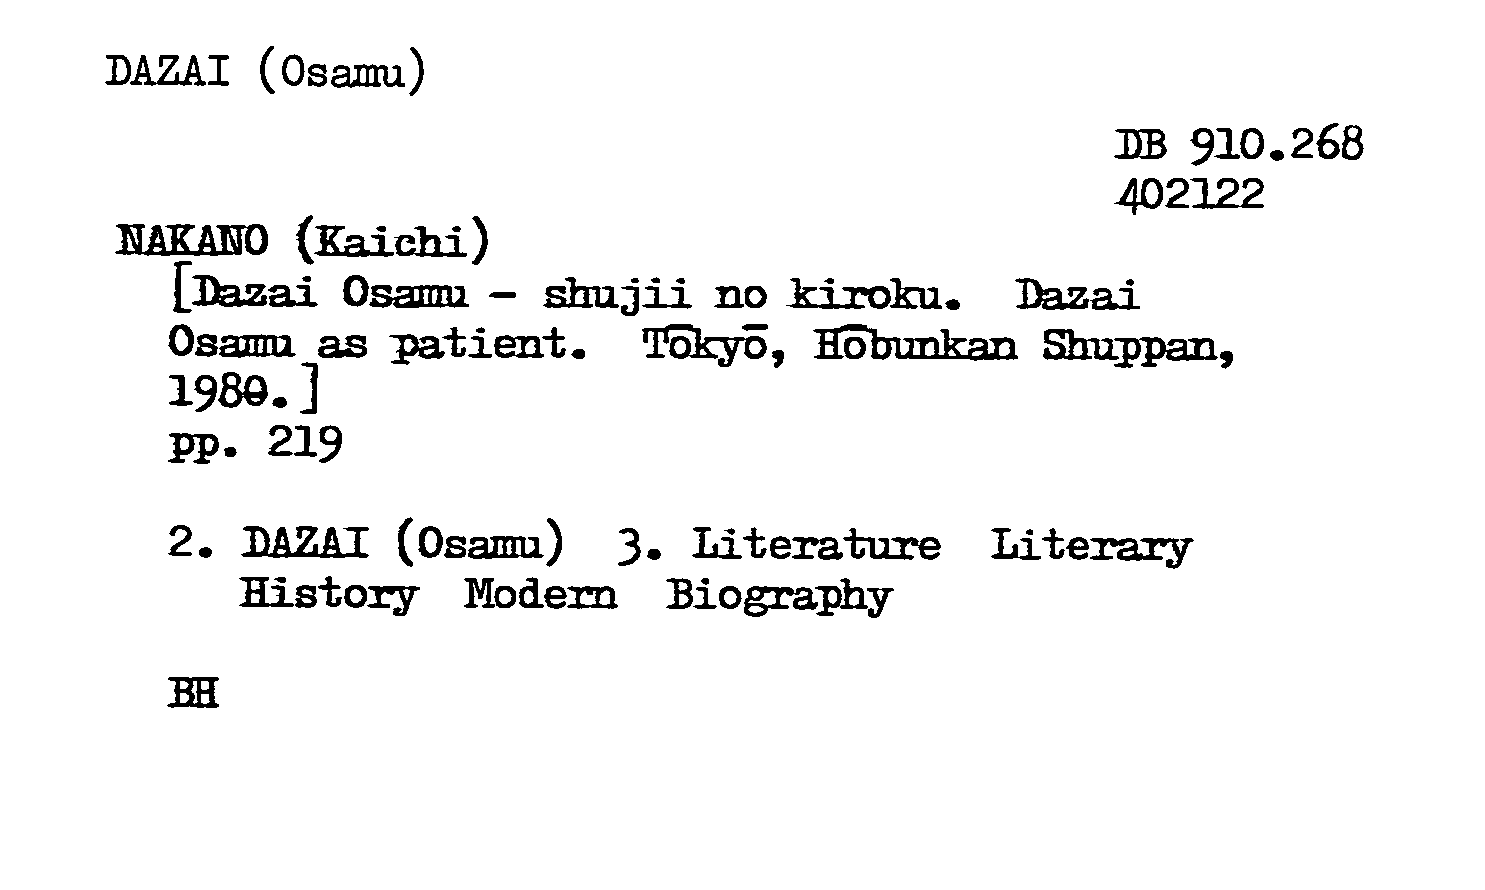 DAZAI (Osamu)
DB 910.268
402122
NAKANO (Kaichi)
[Dazai Osamu - shujii no kiroku. Dazai
Osamu as patient. Tōkyō, Hōbunkan Shuppan,
1980.]
pp. 219
2. DAZAI (Osamu) 3. Literature Literary
History Modern Biography
BH